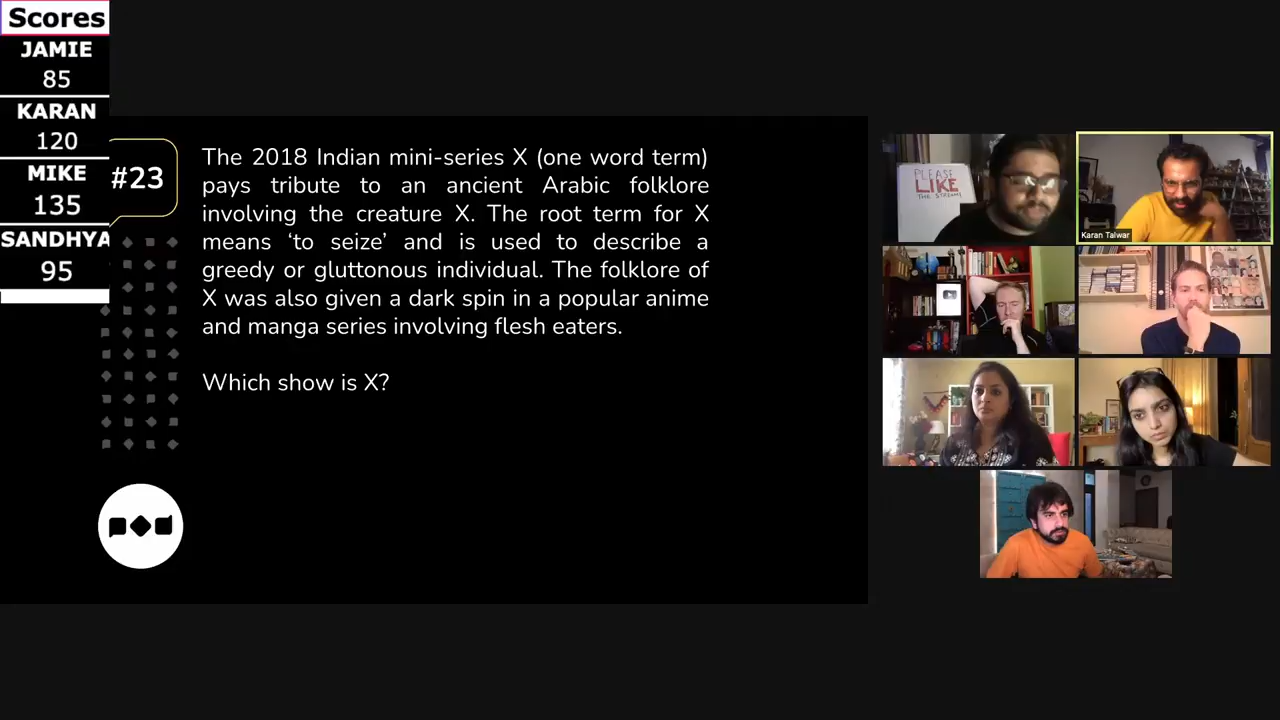 Scores
JAMIE
85
KARAN
120
MIKE
135
SANDHYA
95
#23
The 2018 Indian mini-series X (one word term)
pays tribute to an ancient Arabic folklore
involving the creature X. The root term for X
means ‘to seize’ and is used to describe a
greedy or gluttonous individual. The folklore of
X was also given a dark spin in a popular anime
and manga series involving flesh eaters.
Which show is X?
PLEASE
LIKE
THE STREAM
Karan Talwar